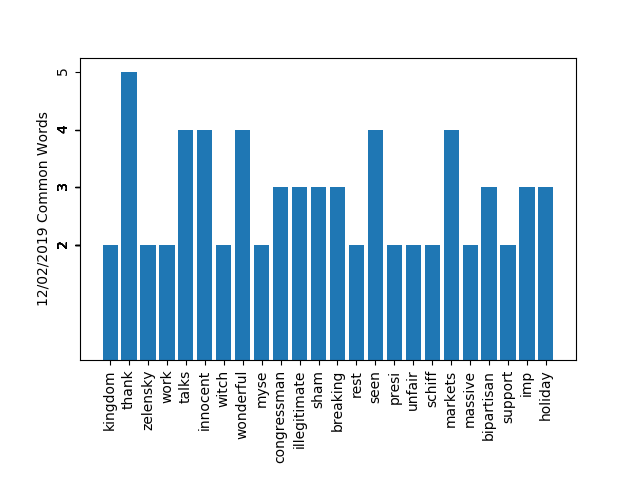 12/02/2019 Common Words
5
4
3
2
kingdom
thank
zelensky
work
talks
innocent
witch
wonderful
myse
congressman
illegitimate
sham
breaking
rest
seen
presi
unfair
schiff
markets
massive
bipartisan
support
imp
holiday